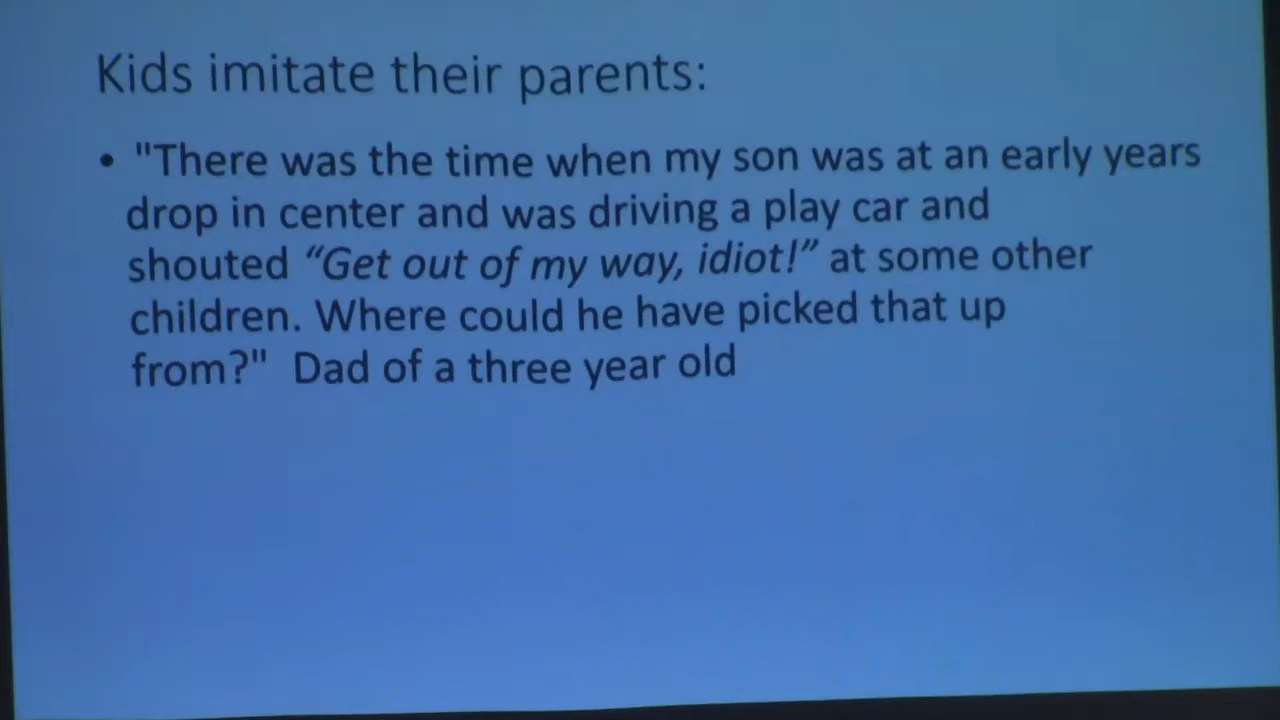 Kids imitate their parents:
• "There was the time when my son was at an early years
drop in center and was driving a play car and
shouted “Get out of my way, idiot!” at some other
children. Where could he have picked that up
from?"  Dad of a three year old